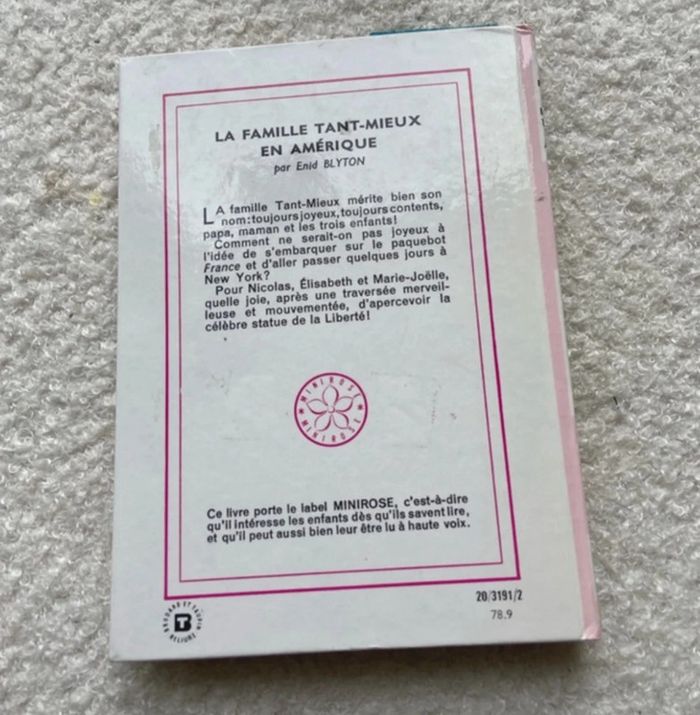 LA FAMILLE TANT-MIEUX
EN AMÉRIQUE
par Enid BLYTON
LA famille Tant-Mieux mérite bien son
nom: toujours joyeux, toujours contents,
papa, maman et les trois enfants!
Comment ne serait-on pas joyeux à
l'idée de s'embarquer sur le paquebot
France et d'aller passer quelques jours à
New York?
Pour Nicolas, Élisabeth et Marie-Joëlle,
quelle joie, après une traversée merveil-
leuse et mouvementée, d'apercevoir la
célèbre statue de la Liberté!
MINIROSE
MINIROSE
Ce livre porte le label MINIROSE, c'est-à-dire
qu'il intéresse les enfants dès qu'ils savent lire,
et qu'il peut aussi bien leur être lu à haute voix.
BRODARD ET TAUPIN
RELIURE
20/3191/2
78.9